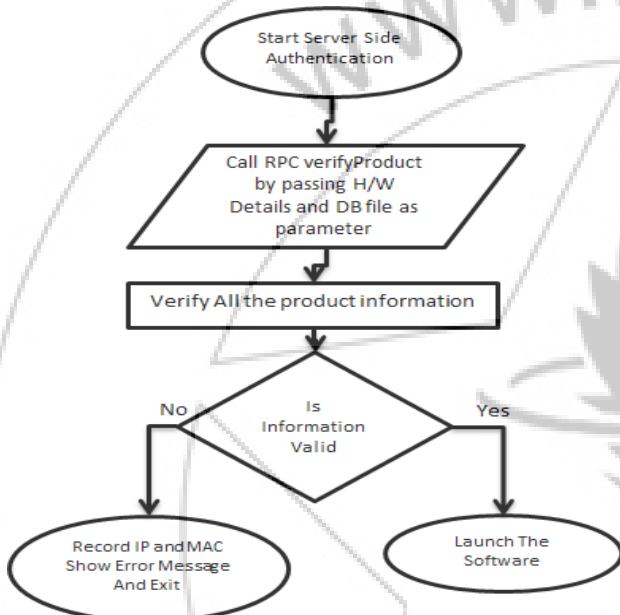 Start Server Side
Authentication
Call RPC verifyProduct
by passing H/W
Details and DB file as
parameter
Verify All the product information
Is
Information
Valid
No
Yes
Record IP and MAC
Show Error Message
And Exit
Launch The
Software